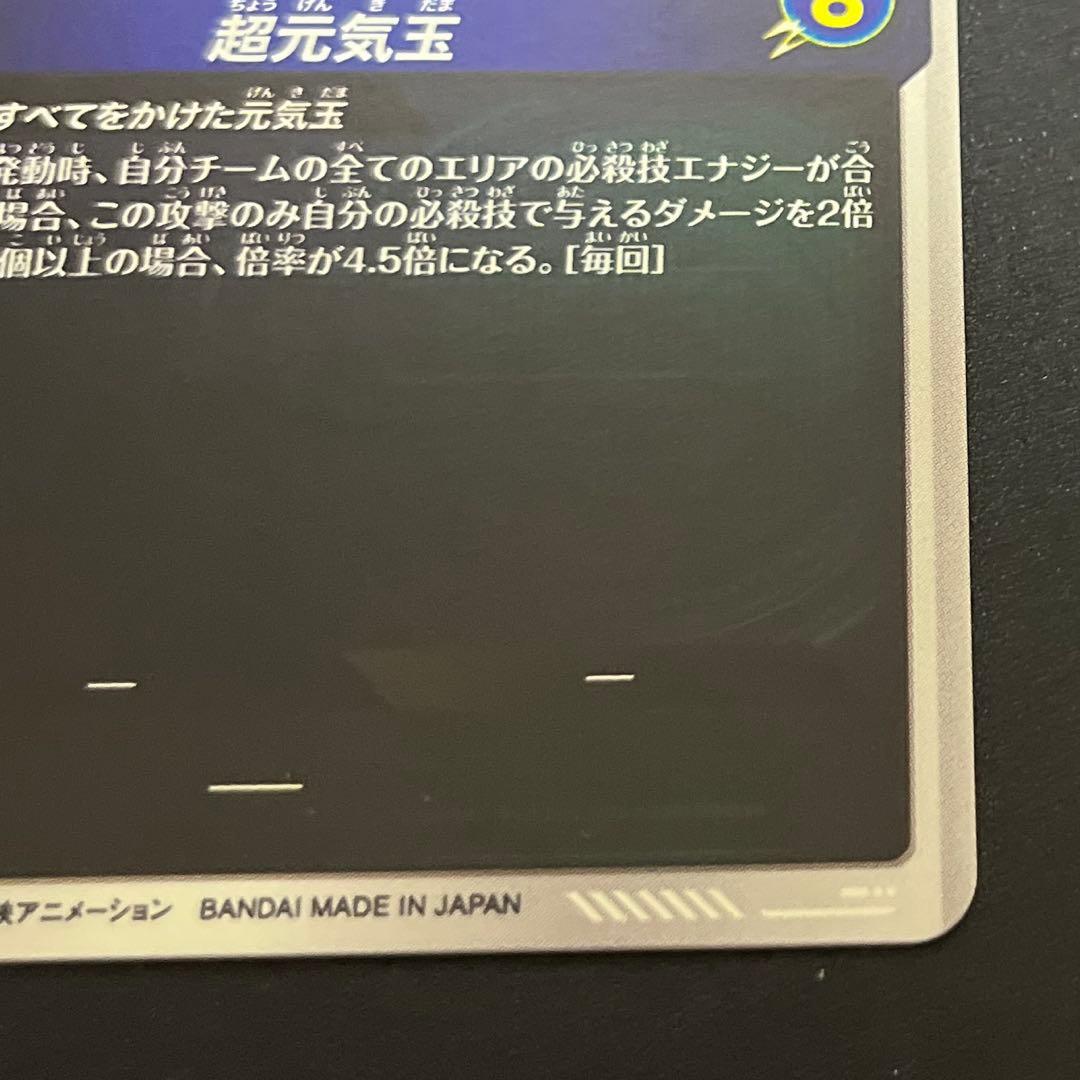 超元気玉
すべてをかけた元気玉
発動時、自分チームの全てのエリアの必殺技エナジーが合
場合、この攻撃のみ自分の必殺技で与えるダメージを2倍
個以上の場合、倍率が4.5倍になる。[毎回]
映アニメーション BANDAI MADE IN JAPAN